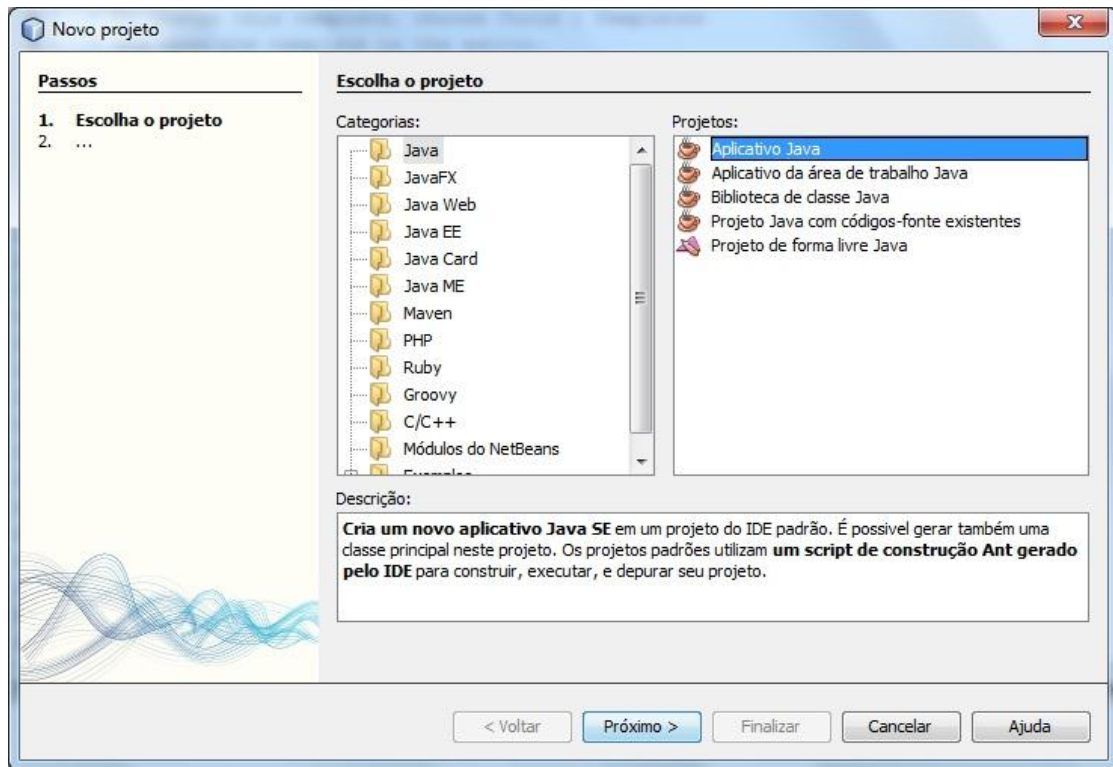 Novo projeto
Passos
1. Escolha o projeto
2. ...
Escolha o projeto
Categorias:
Java
JavaFX
Java Web
Java EE
Java Card
Java ME
Maven
PHP
Ruby
Groovy
C/C++
Módulos do NetBeans
Projetos:
Aplicativo Java
Aplicativo da área de trabalho Java
Biblioteca de classe Java
Projeto Java com códigos-fonte existentes
Projeto de forma livre Java
Descrição:
Cria um novo aplicativo Java SE em um projeto do IDE padrão. É possivel gerar também uma
classe principal neste projeto. Os projetos padrões utilizam um script de construção Ant gerado
pelo IDE para construir, executar, e depurar seu projeto.
< Voltar
Próximo >
Finalizar
Cancelar
Ajuda